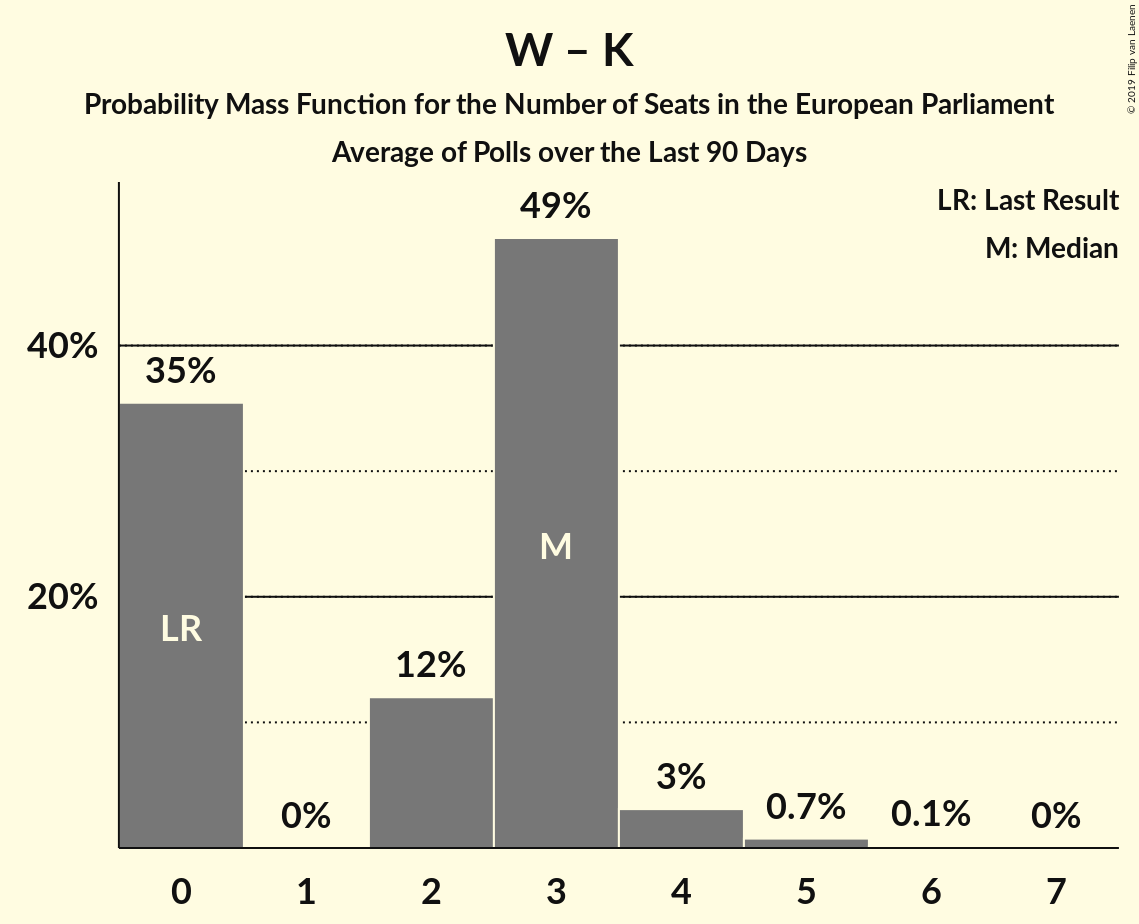 W – K
Probability Mass Function for the Number of Seats in the European Parliament
Average of Polls over the Last 90 Days
© 2019 Filip van Laenen
LR: Last Result
M: Median
49%
40%
35%
M
20%
LR
12%
3%
0.7%
0.1%
0%
0%
0 1 2 3 4 5 6 7